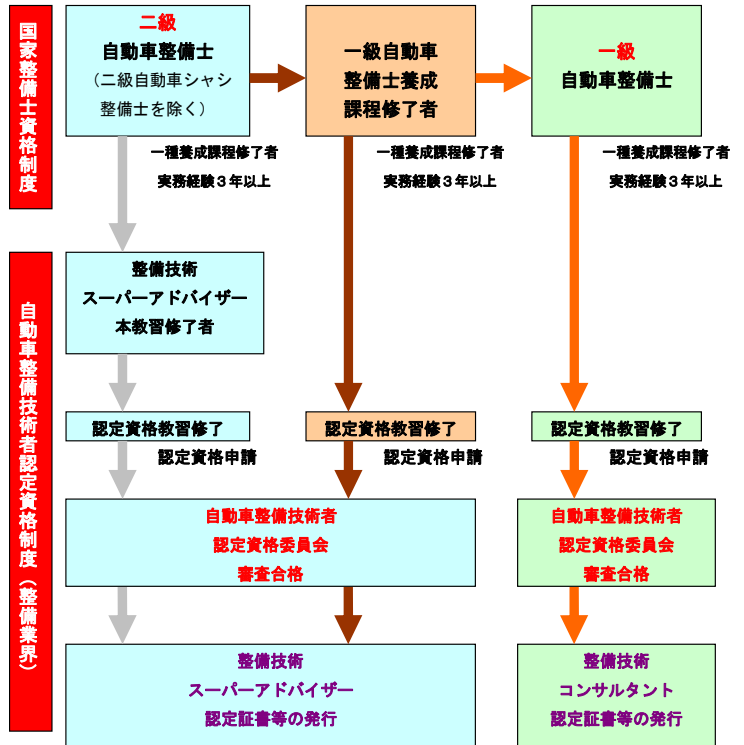 国家整備士資格制度
二級
自動車整備士
（二級自動車シャシ
整備士を除く）
一級自動車
整備士養成
課程修了者
一級
自動車整備士
一種養成課程修了者
実務経験３年以上
一種養成課程修了者
実務経験３年以上
一種養成課程修了者
実務経験３年以上
自動車整備技術者認定資格制度（整備業界）
整備技術
スーパーアドバイザー
本教習修了者
認定資格教習修了
認定資格教習修了
認定資格教習修了
認定資格申請
認定資格申請
認定資格申請
自動車整備技術者
認定資格委員会
審査合格
自動車整備技術者
認定資格委員会
審査合格
整備技術
スーパーアドバイザー
認定証書等の発行
整備技術
コンサルタント
認定証書等の発行